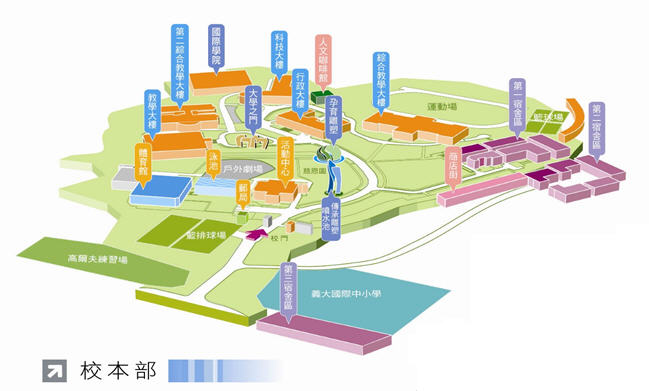 國際學院
科技大樓
人文咖啡館
第二綜合教學大樓
行政大樓
綜合教學大樓
第一宿舍區
大學之門
孕育雕塑
運動場
籃球場
第二宿舍區
教學大樓
體育館
泳池
戶外劇場
活動中心
慈恩園
商店街
郵局
傳承雕塑
噴水池
籃排球場
校門
高爾夫練習場
第三宿舍區
義大國際中小學
校本部